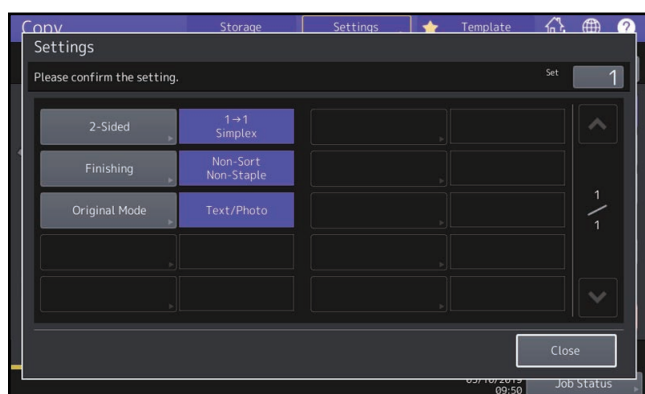 Copy
Storage
Settings
Template
?
Settings
Please confirm the setting.
Set
1
2-Sided
1→1
Simplex
Finishing
Non-Sort
Non-Staple
Original Mode
Text/Photo
1
1
Close
09:50
Job Status